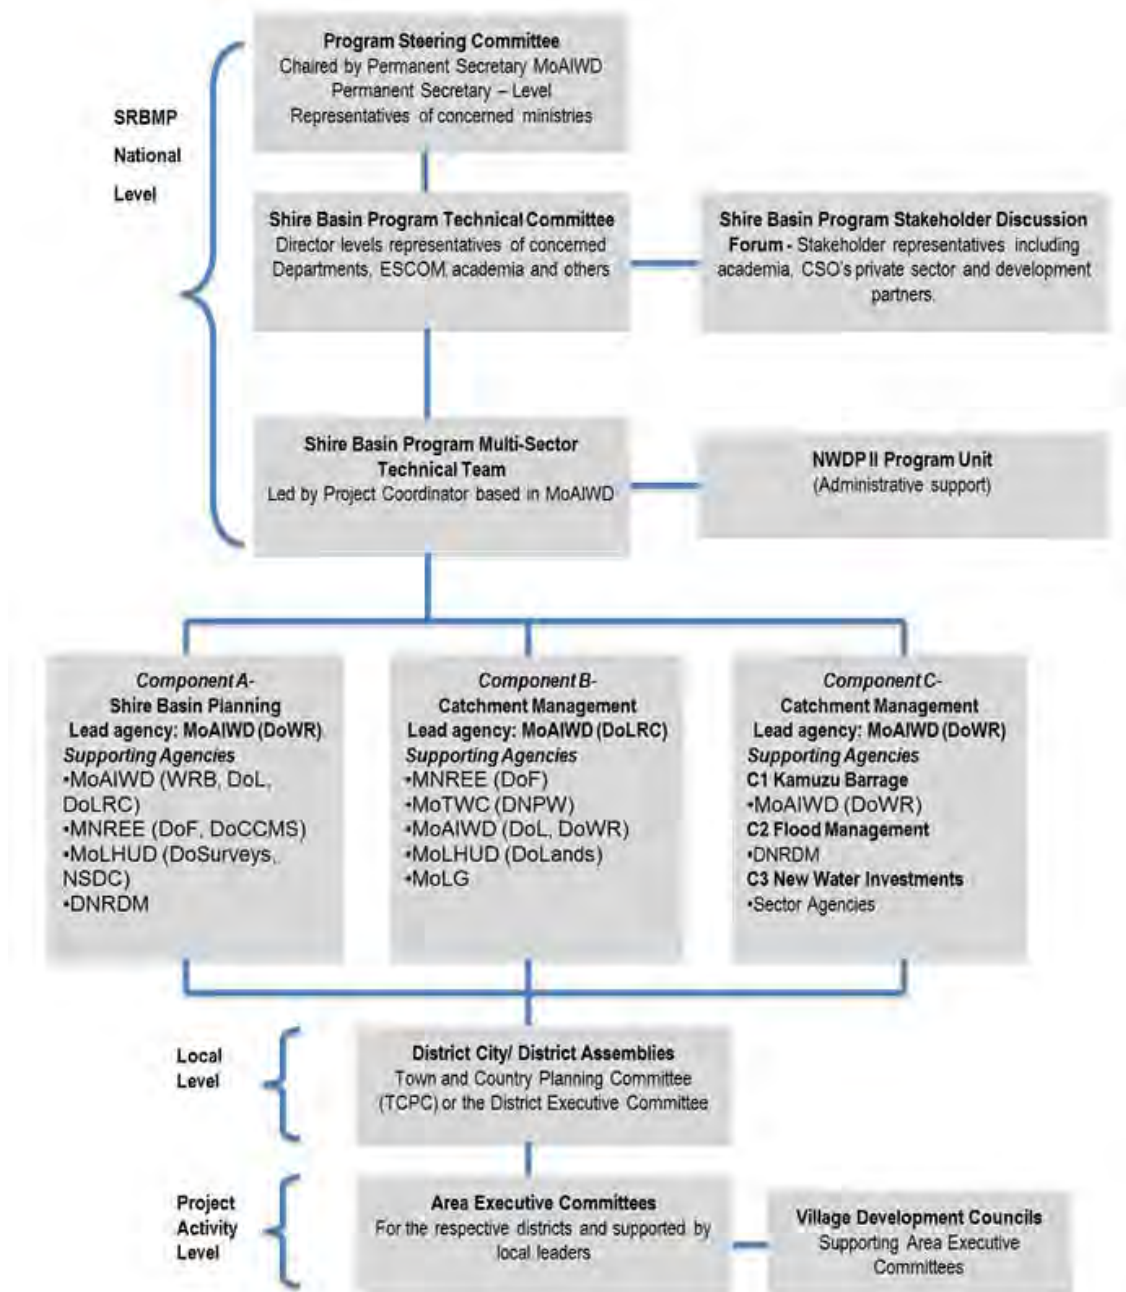 Program Steering Committee
Chaired by Permanent Secretary MoAIWD
Permanent Secretary – Level
Representatives of concerned ministries
SRBMP
National
Level
Shire Basin Program Technical Committee
Director levels representatives of concerned
Departments, ESCOM, academia and others
Shire Basin Program Stakeholder Discussion
Forum - Stakeholder representatives including
academia, CSO's private sector and development
partners.
Shire Basin Program Multi-Sector
Technical Team
Led by Project Coordinator based in MoAIWD
NWDP II Program Unit
(Administrative support)
Component A-
Shire Basin Planning
Lead agency: MoAIWD (DoWR)
Supporting Agencies
•MoAIWD (WRB, DoL,
DoLRC)
•MNREE (DoF, DoCCMS)
•MoLHUD (DoSurveys,
NSDC)
•DNRDM
Component B-
Catchment Management
Lead agency: MoAIWD (DoLRC)
Supporting Agencies
•MNREE (DoF)
•MoTWC (DNPW)
•MoAIWD (DoL, DoWR)
•MoLHUD (DoLands)
•MoLG
Component C-
Catchment Management
Lead agency: MoAIWD (DoWR)
Supporting Agencies
C1 Kamuzu Barrage
•MoAIWD (DoWR)
C2 Flood Management
•DNRDM
C3 New Water Investments
•Sector Agencies
Local
Level
District City/ District Assemblies
Town and Country Planning Committee
(TCPC) or the District Executive Committee
Project
Activity
Level
Area Executive Committees
For the respective districts and supported by
local leaders
Village Development Councils
Supporting Area Executive
Committees